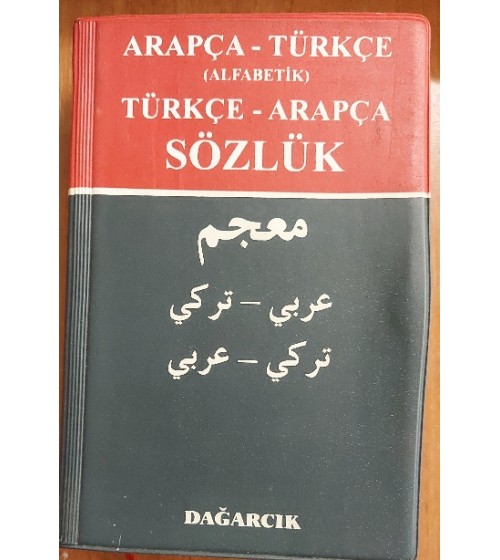 ARAPÇA - TÜRKÇE
(ALFABETİK)
TÜRKÇE - ARAPÇA
SÖZLÜK
معجم
عربي – تركي
تركي – عربي
DAĞARCIK